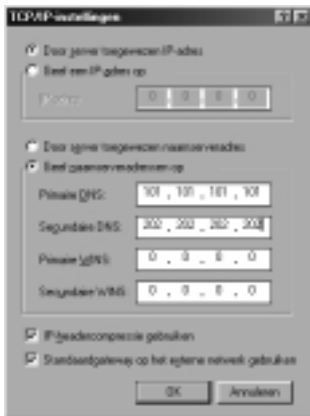 TCP/IP-instellingen
Door server toegewezen IP-adres
Geef een IP-adres op
IP-adres: 0 . 0 . 0 . 0
Door server toegewezen naamserveradres
Geef naamserveradressen op
Primaire DNS: 101 . 101 . 101 . 101
Secundaire DNS: 202 . 202 . 202 . 202
Primaire WINS: 0 . 0 . 0 . 0
Secundaire WINS: 0 . 0 . 0 . 0
IP-headercompressie gebruiken
Standaardgateway op het externe netwerk gebruiken
OK Annuleren